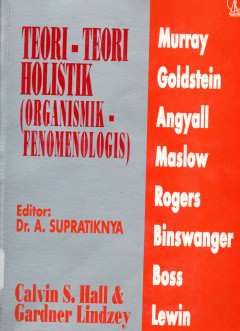 TEORI - TEORI
HOLISTIK
(ORGANISMIK -
FENOMENOLOGIS)
Editor:
Dr. A. SUPRATIKNYA
Calvin S. Hall &
Gardner Lindzey
Murray
Goldstein
Angyall
Maslow
Rogers
Binswanger
Boss
Lewin